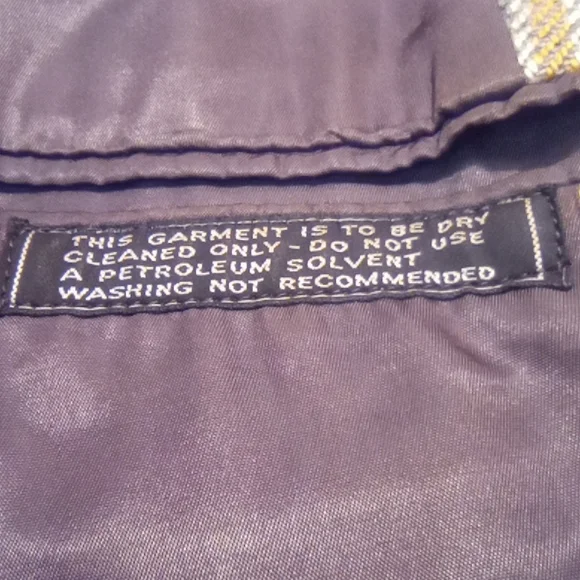 THIS GARMENT IS TO BE DRY
CLEANED ONLY - DO NOT USE
A PETROLEUM SOLVENT
WASHING NOT RECOMMENDED